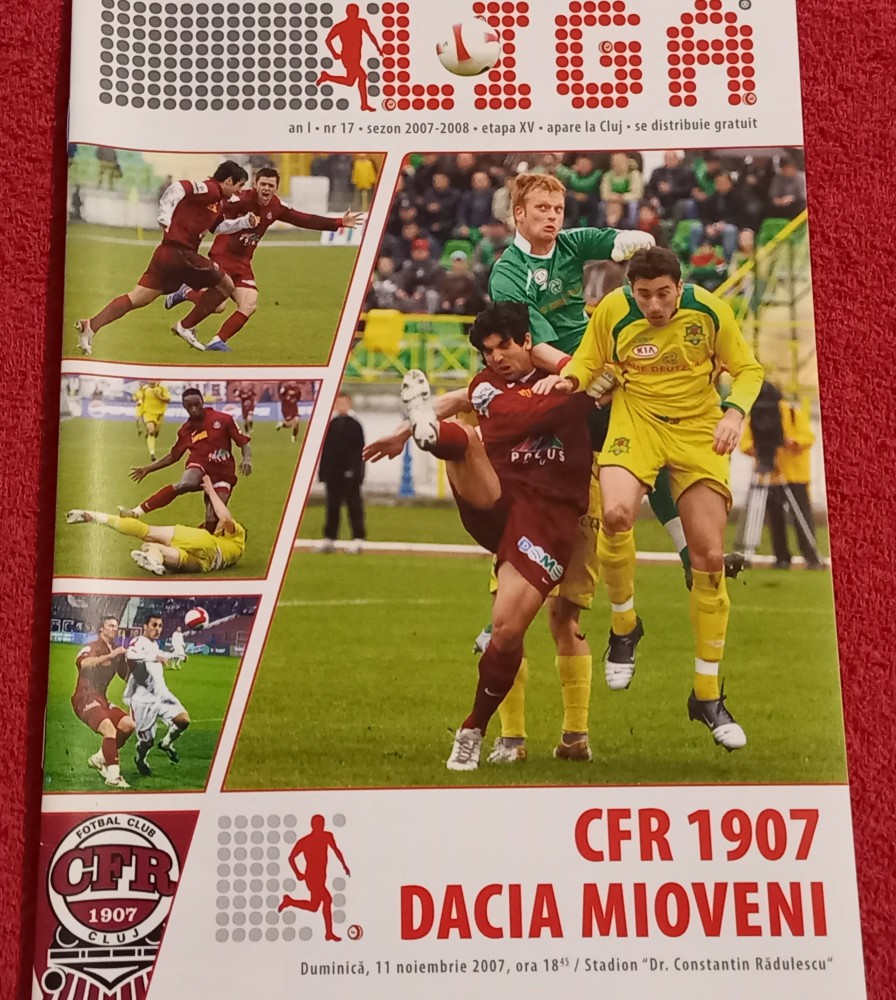 LIGA
an I • nr 17 • sezon 2007-2008 • etapa XV • apare la Cluj • se distribuie gratuit
KIA
POLUS
DOMO
FOTBAL CLUB
CFR
1907
CLUJ
CFR 1907
DACIA MIOVENI
Duminică, 11 noiembrie 2007, ora 18⁴⁵ / Stadion "Dr. Constantin Rădulescu"